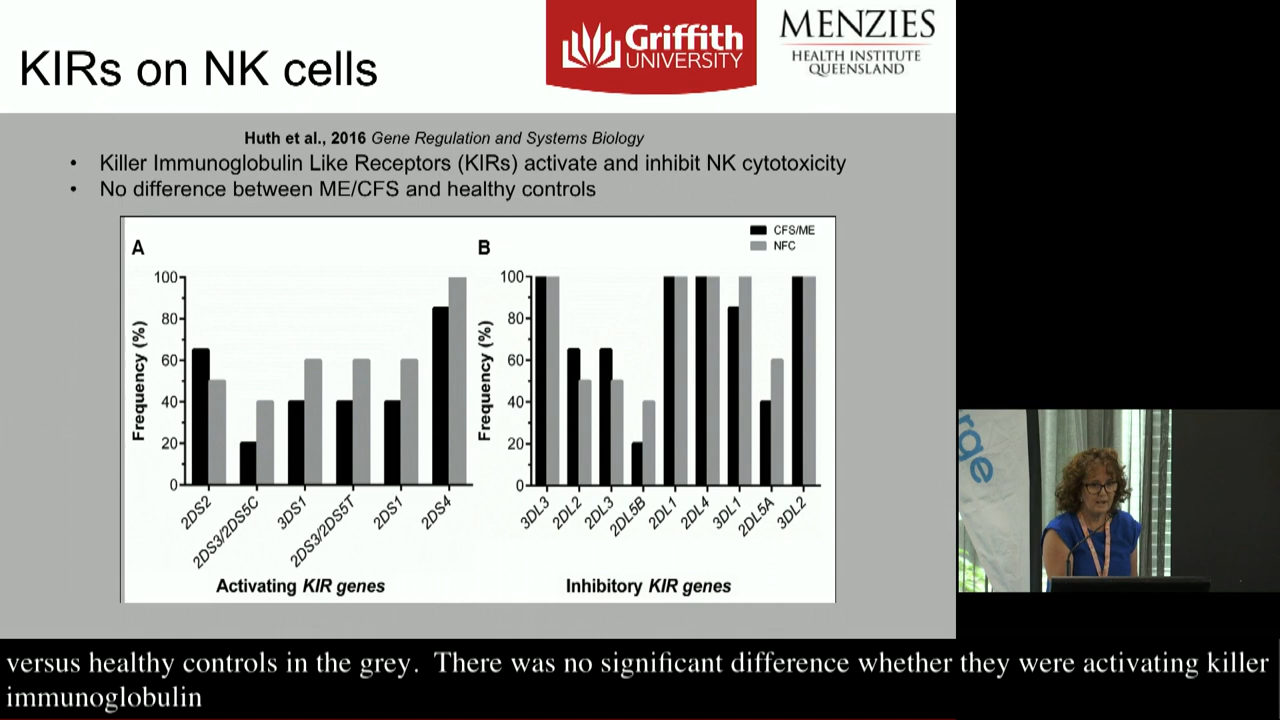 KIRs on NK cells
Griffith
UNIVERSITY
MENZIES
HEALTH INSTITUTE
QUEENSLAND
Huth et al., 2016 Gene Regulation and Systems Biology
• Killer Immunoglobulin Like Receptors (KIRs) activate and inhibit NK cytotoxicity
• No difference between ME/CFS and healthy controls
A
100
80
60
40
20
0
Frequency (%)
2DS2
2DS3/2DS5C
3DS1
2DS3/2DS5T
2DS1
2DS4
Activating KIR genes
B
CFS/ME
NFC
100
80
60
40
20
0
Frequency (%)
3DL3
2DL2
2DL3
2DL5B
2DL1
2DL4
3DL1
2DL5A
3DL2
Inhibitory KIR genes
rge
versus healthy controls in the grey. There was no significant difference whether they were activating killer
immunoglobulin